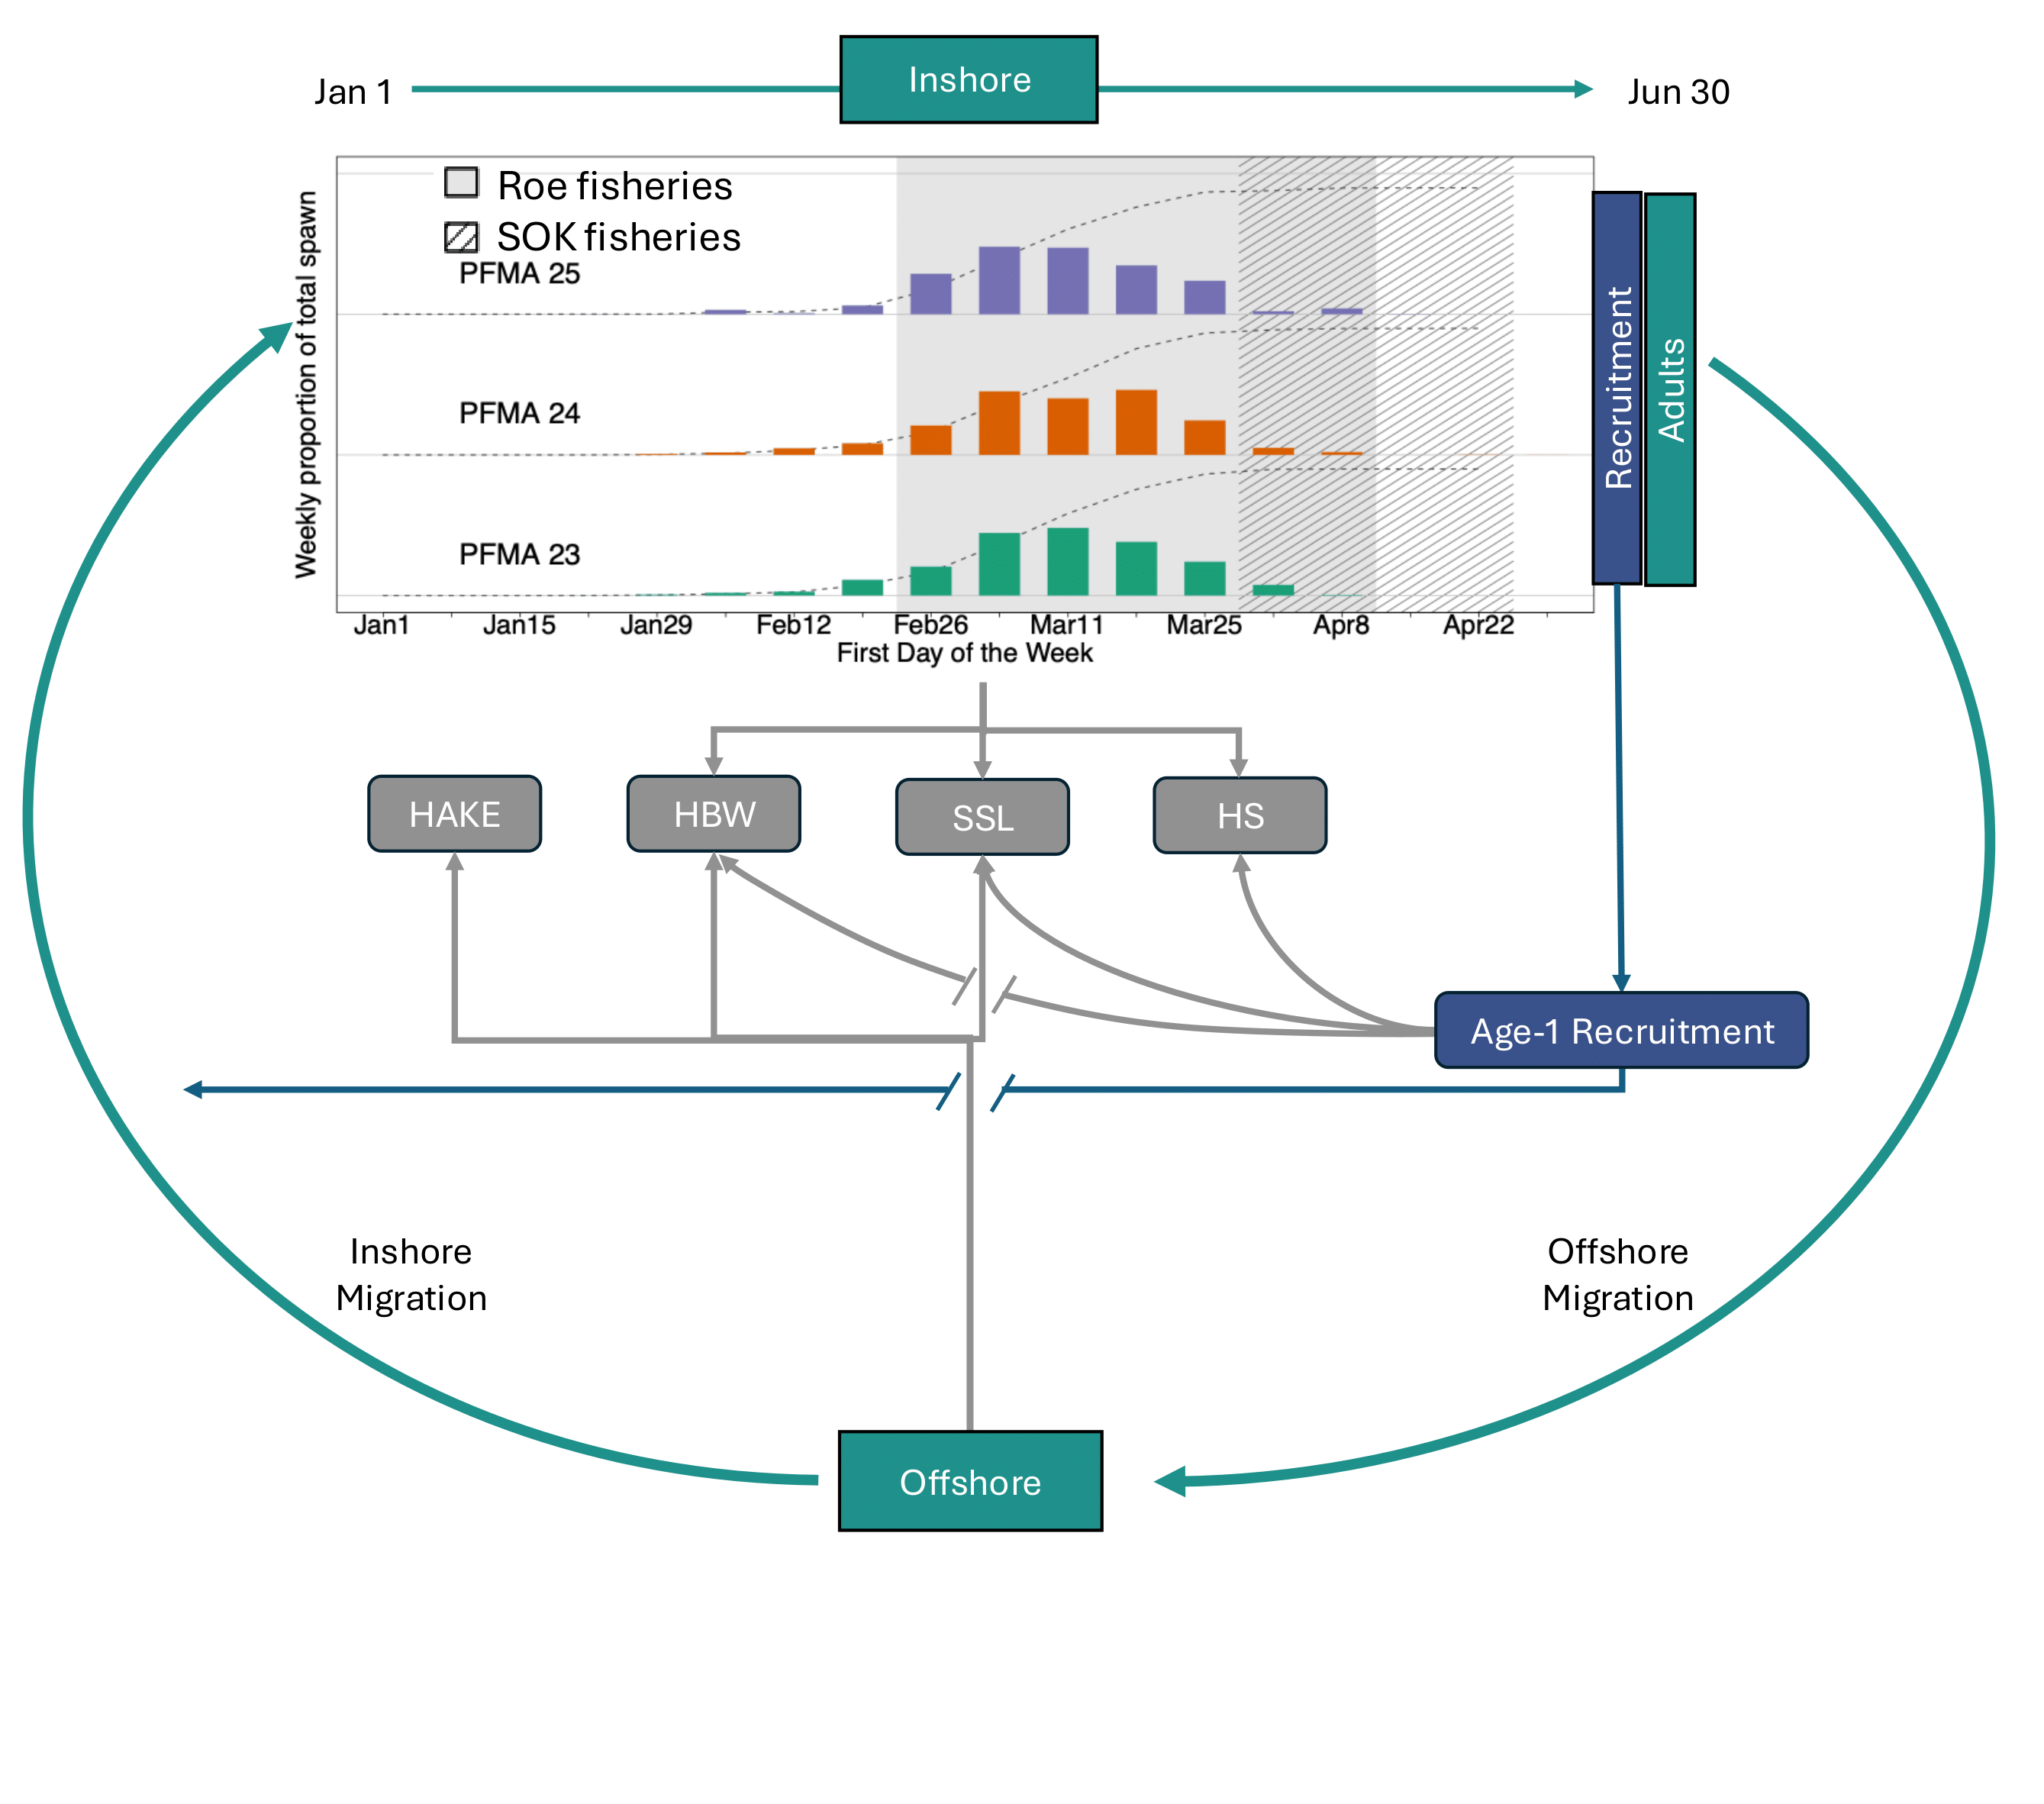 Inshore
Jan 1
Jun 30
Roe fisheries
SOK fisheries
Weekly proportion of total spawn
PFMA 25
PFMA 24
PFMA 23
Recruitment
Adults
Jan1 Jan15 Jan29 Feb12 Feb26 Mar11 Mar25 Apr8 Apr22
First Day of the Week
HAKE
HBW
SSL
HS
Age-1 Recruitment
Inshore
Migration
Offshore
Migration
Offshore